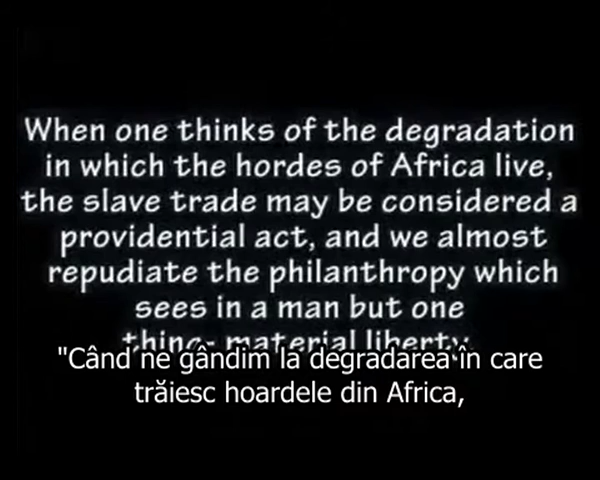 When one thinks of the degradation
in which the hordes of Africa live,
the slave trade may be considered a
providential act, and we almost
repudiate the philanthropy which
sees in a man but one
thing- material liberty.
"Când ne gândim la degradarea în care
trăiesc hoardele din Africa,